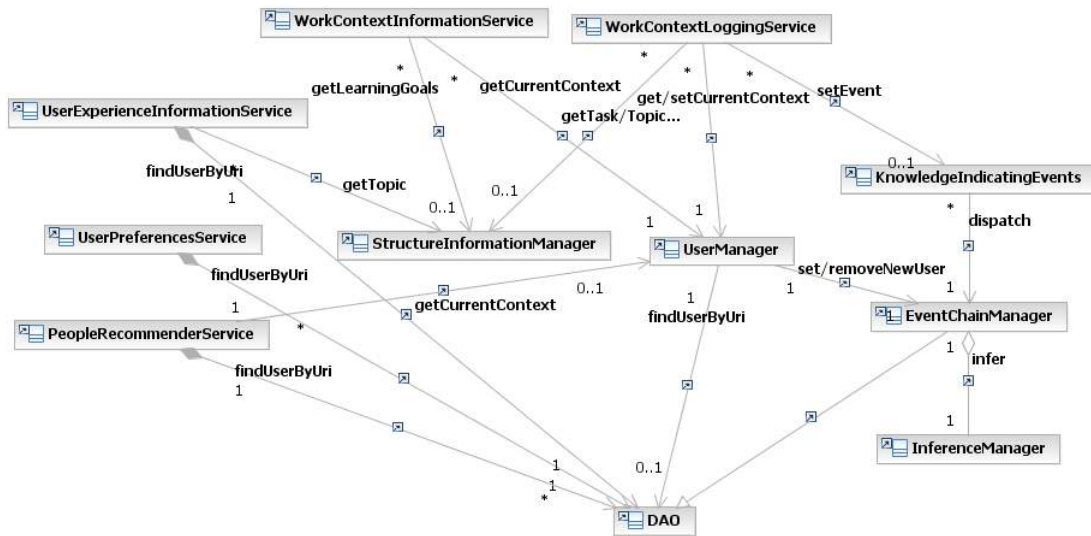 WorkContextInformationService
WorkContextLoggingService
*
*
*
*
*
getLearningGoals
getCurrentContext
get/setCurrentContext
setEvent
UserExperienceInformationService
getTask/Topic...
findUserByUri
*
0..1
KnowledgeIndicatingEvents
getTopic
1
0..1
0..1
*
dispatch
1
1
UserPreferencesService
StructureInformationManager
UserManager
findUserByUri
set/removeNewUser
1
0..1
1
1
1
getCurrentContext
findUserByUri
1
EventChainManager
PeopleRecommenderService
*
findUserByUri
1
infer
1
1
InferenceManager
1
0..1
1
*
DAO